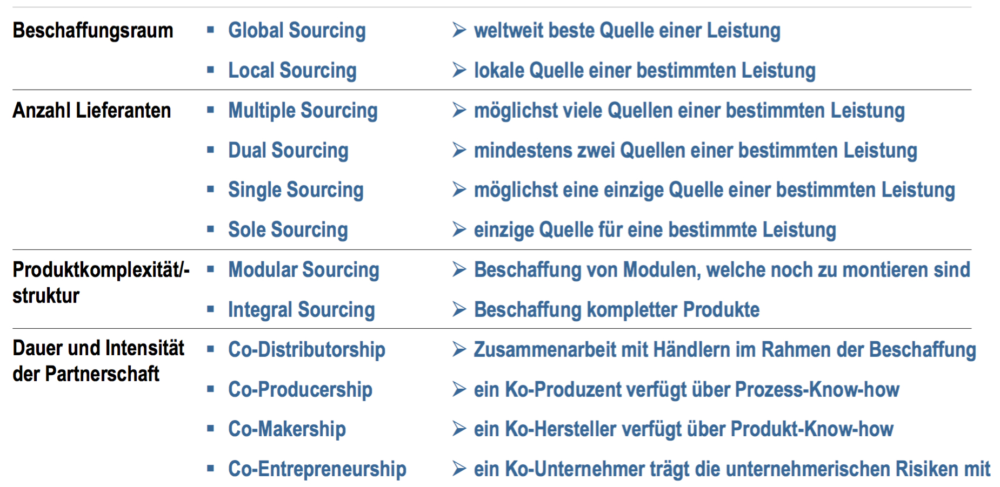 Beschaffungsraum ▪ Global Sourcing ➢ weltweit beste Quelle einer Leistung
▪ Local Sourcing ➢ lokale Quelle einer bestimmten Leistung
Anzahl Lieferanten ▪ Multiple Sourcing ➢ möglichst viele Quellen einer bestimmten Leistung
▪ Dual Sourcing ➢ mindestens zwei Quellen einer bestimmten Leistung
▪ Single Sourcing ➢ möglichst eine einzige Quelle einer bestimmten Leistung
▪ Sole Sourcing ➢ einzige Quelle für eine bestimmte Leistung
Produktkomplexität/- ▪ Modular Sourcing ➢ Beschaffung von Modulen, welche noch zu montieren sind
struktur
▪ Integral Sourcing ➢ Beschaffung kompletter Produkte
Dauer und Intensität ▪ Co-Distributorship ➢ Zusammenarbeit mit Händlern im Rahmen der Beschaffung
der Partnerschaft
▪ Co-Producership ➢ ein Ko-Produzent verfügt über Prozess-Know-how
▪ Co-Makership ➢ ein Ko-Hersteller verfügt über Produkt-Know-how
▪ Co-Entrepreneurship ➢ ein Ko-Unternehmer trägt die unternehmerischen Risiken mit